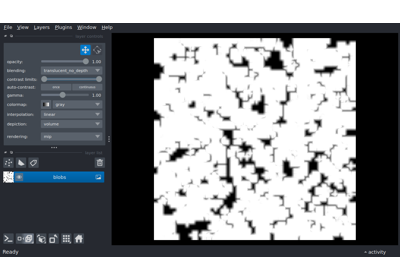 File View Layers Plugins Window Help
opacity: 1.00
blending: translucent_no_depth
contrast limits:
auto-contrast: once continuous
gamma: 1.00
colormap: gray
interpolation: linear
depiction: volume
rendering: mip
blobs
Ready
activity